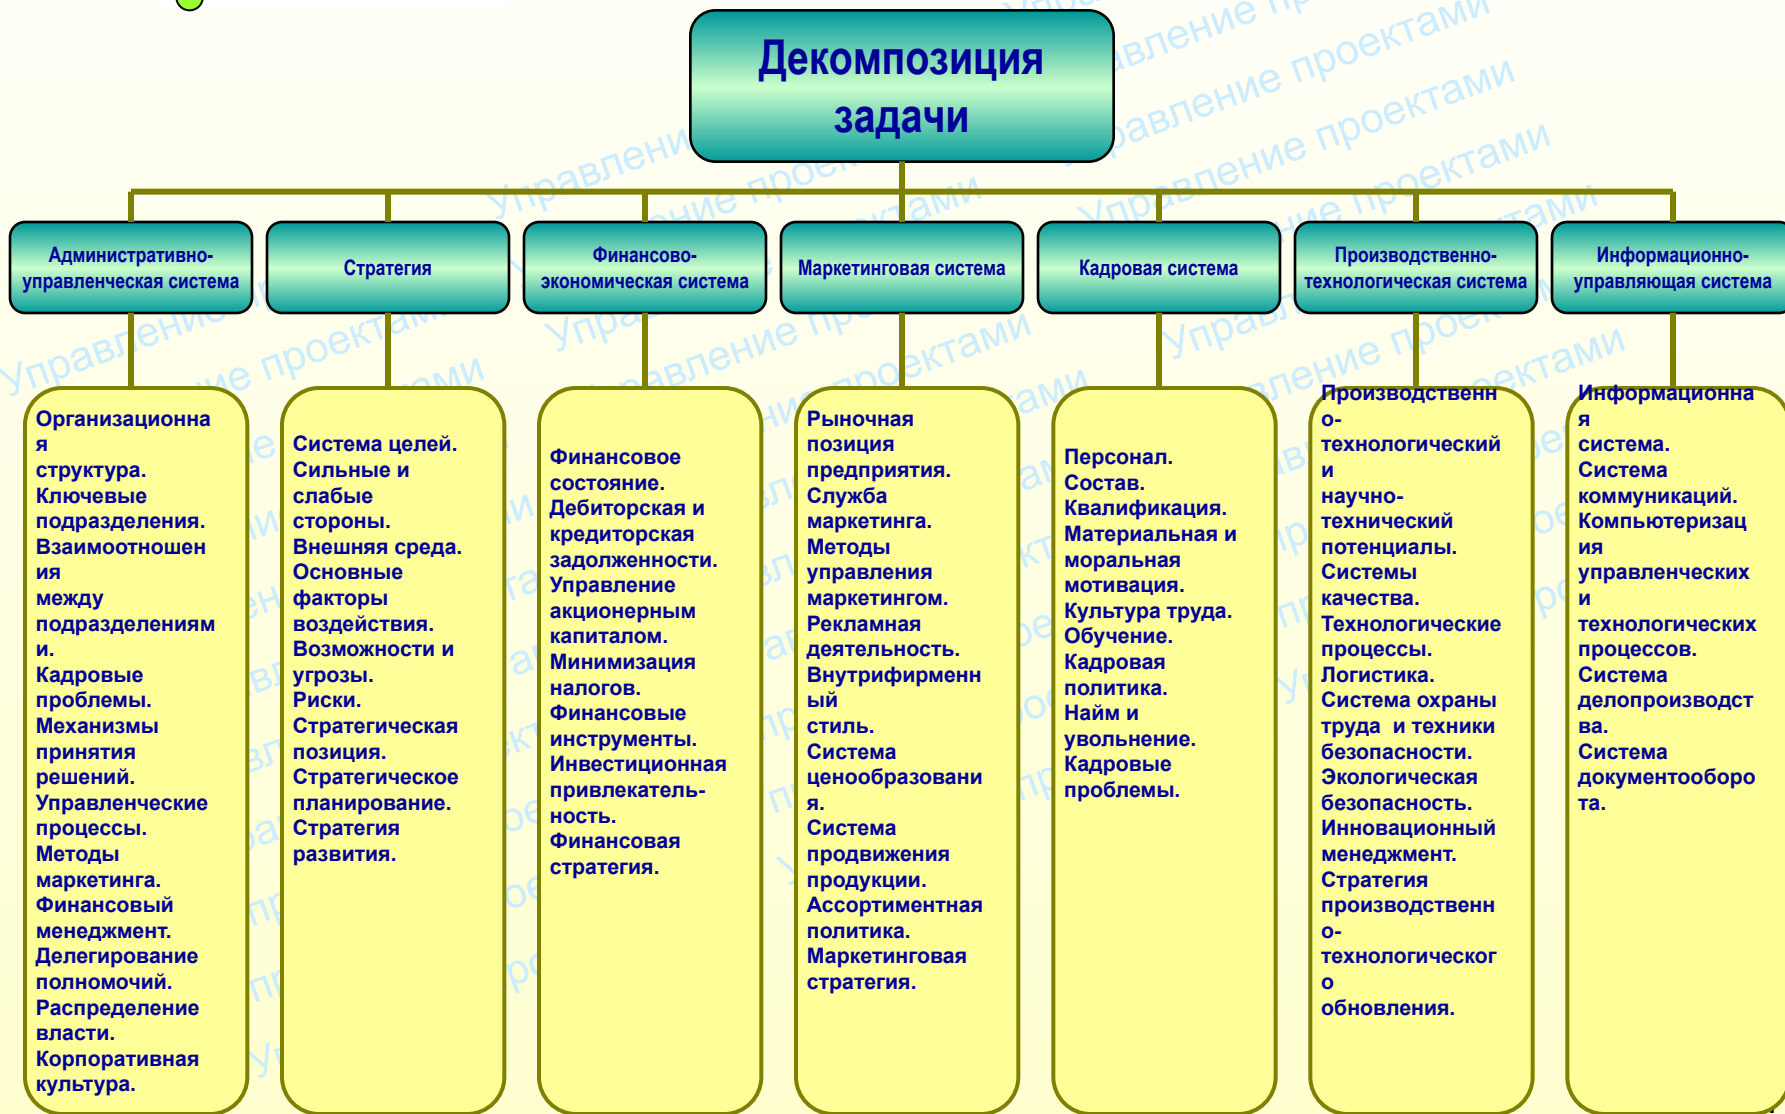 Декомпозиция
задачи
Административно-
управленческая система
Стратегия
Финансово-
экономическая система
Маркетинговая система
Кадровая система
Производственно-
технологическая система
Информационно-
управляющая система
Организационна
я
структура.
Ключевые
подразделения.
Взаимоотношен
ия
между
подразделениям
и.
Кадровые
проблемы.
Механизмы
принятия
решений.
Управленческие
процессы.
Методы
маркетинга.
Финансовый
менеджмент.
Делегирование
полномочий.
Распределение
власти.
Корпоративная
культура.
Система целей.
Сильные и
слабые
стороны.
Внешняя среда.
Основные
факторы
воздействия.
Возможности и
угрозы.
Риски.
Стратегическая
позиция.
Стратегическое
планирование.
Стратегия
развития.
Финансовое
состояние.
Дебиторская и
кредиторская
задолженности.
Управление
акционерным
капиталом.
Минимизация
налогов.
Финансовые
инструменты.
Инвестиционная
привлекатель-
ность.
Финансовая
стратегия.
Рыночная
позиция
предприятия.
Служба
маркетинга.
Методы
управления
маркетингом.
Рекламная
деятельность.
Внутрифирменн
ый
стиль.
Система
ценообразовани
я.
Система
продвижения
продукции.
Ассортиментная
политика.
Маркетинговая
стратегия.
Персонал.
Состав.
Квалификация.
Материальная и
моральная
мотивация.
Культура труда.
Обучение.
Кадровая
политика.
Найм и
увольнение.
Кадровые
проблемы.
Производственн
о-
технологический
и
научно-
технический
потенциалы.
Системы
качества.
Технологические
процессы.
Логистика.
Система охраны
труда и техники
безопасности.
Экологическая
безопасность.
Инновационный
менеджмент.
Стратегия
производственн
о-
технологическог
о
обновления.
Информационна
я
система.
Система
коммуникаций.
Компьютеризац
ия
управленческих
и
технологических
процессов.
Система
делопроизводст
ва.
Система
документооборо
та.